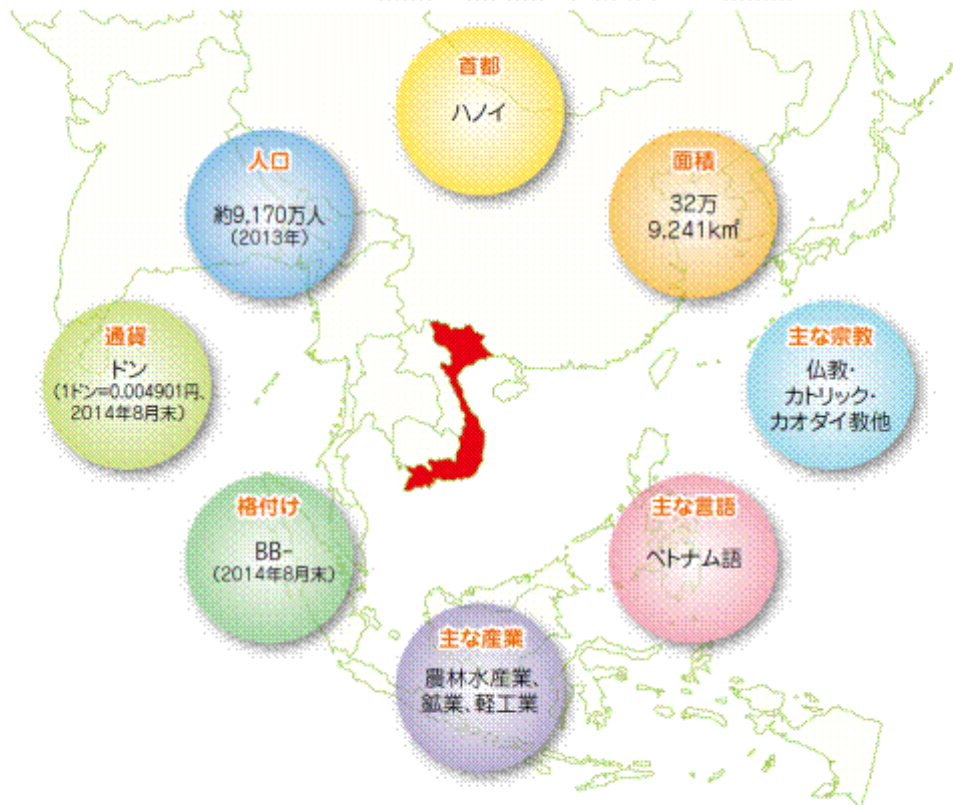 首都
ハノイ
人口
約9,170万人
(2013年)
面積
32万
9,241k㎡
通貨
ドン
(1ドン=0.004901円、
2014年8月末)
主な宗教
仏教・
カトリック・
カオダイ教他
格付け
BB-
(2014年8月末)
主な言語
ベトナム語
主な産業
農林水産業、
鉱業、軽工業